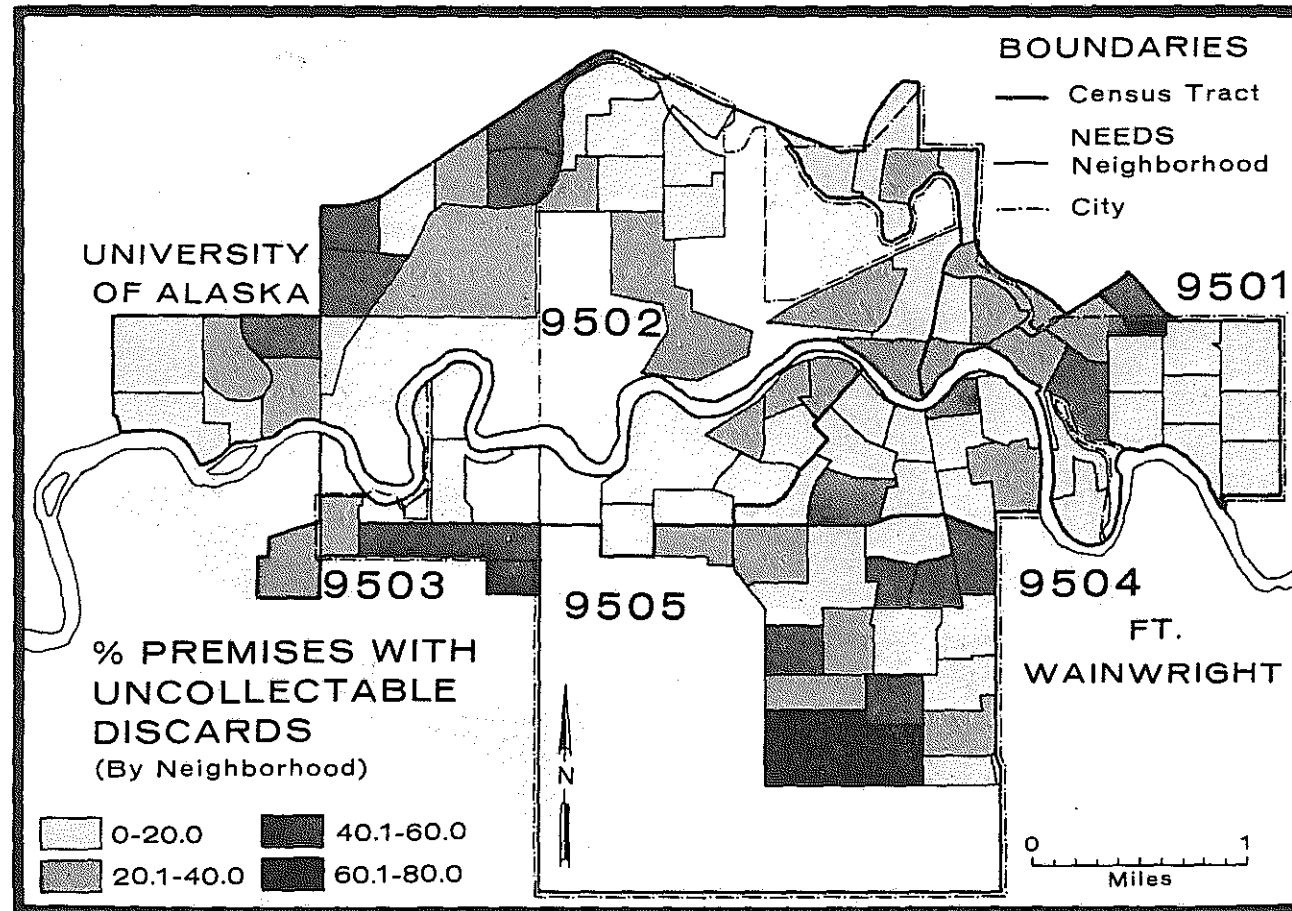 BOUNDARIES
Census Tract
NEEDS
Neighborhood
City
UNIVERSITY
OF ALASKA
9501
9502
9503
9505
9504
FT.
WAINWRIGHT
% PREMISES WITH
UNCOLLECTABLE
DISCARDS
(By Neighborhood)
0-20.0
40.1-60.0
20.1-40.0
60.1-80.0
N
0 1
Miles